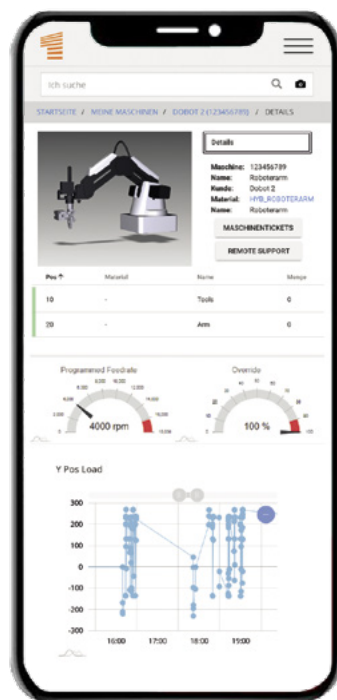 Ich suche
STARTSEITE / MEINE MASCHINEN / DOBOT 2 (123456789) / DETAILS
Details
Maschine: 123456789
Name: Roboterarm
Kunde: Dobot 2
Material: HYB_ROBOTERARM
Name: Roboterarm
MASCHINENTICKETS
REMOTE SUPPORT
Pos ↑ Material Name Menge
10 - Tools 0
20 - Arm 0
Programmed Feedrate
4000 rpm
Override
100 %
Y Pos Load
300
200
100
0
-100
-200
-300
16:00 17:00 18:00 19:00